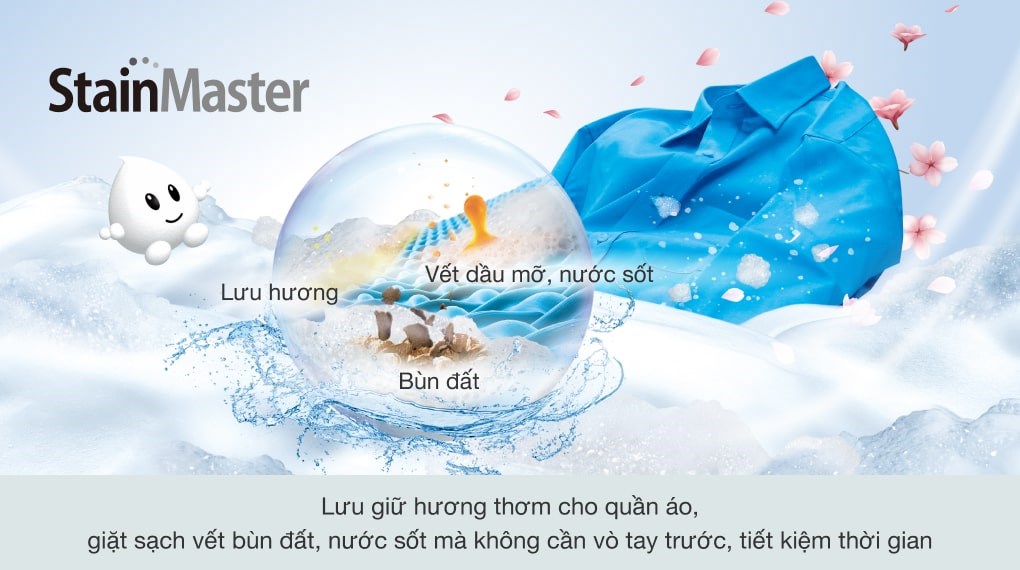 StainMaster
Vết dầu mỡ, nước sốt
Lưu hương
Bùn đất
Lưu giữ hương thơm cho quần áo,
giặt sạch vết bùn đất, nước sốt mà không cần vò tay trước, tiết kiệm thời gian